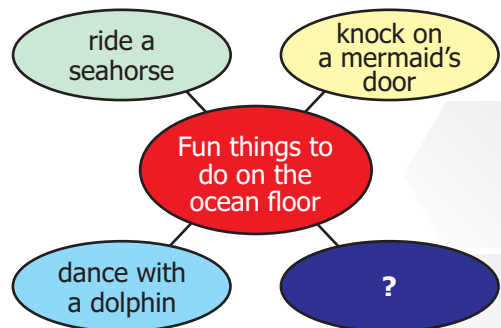 ride a
seahorse
knock on
a mermaid's
door
Fun things to
do on the
ocean floor
dance with
a dolphin
?